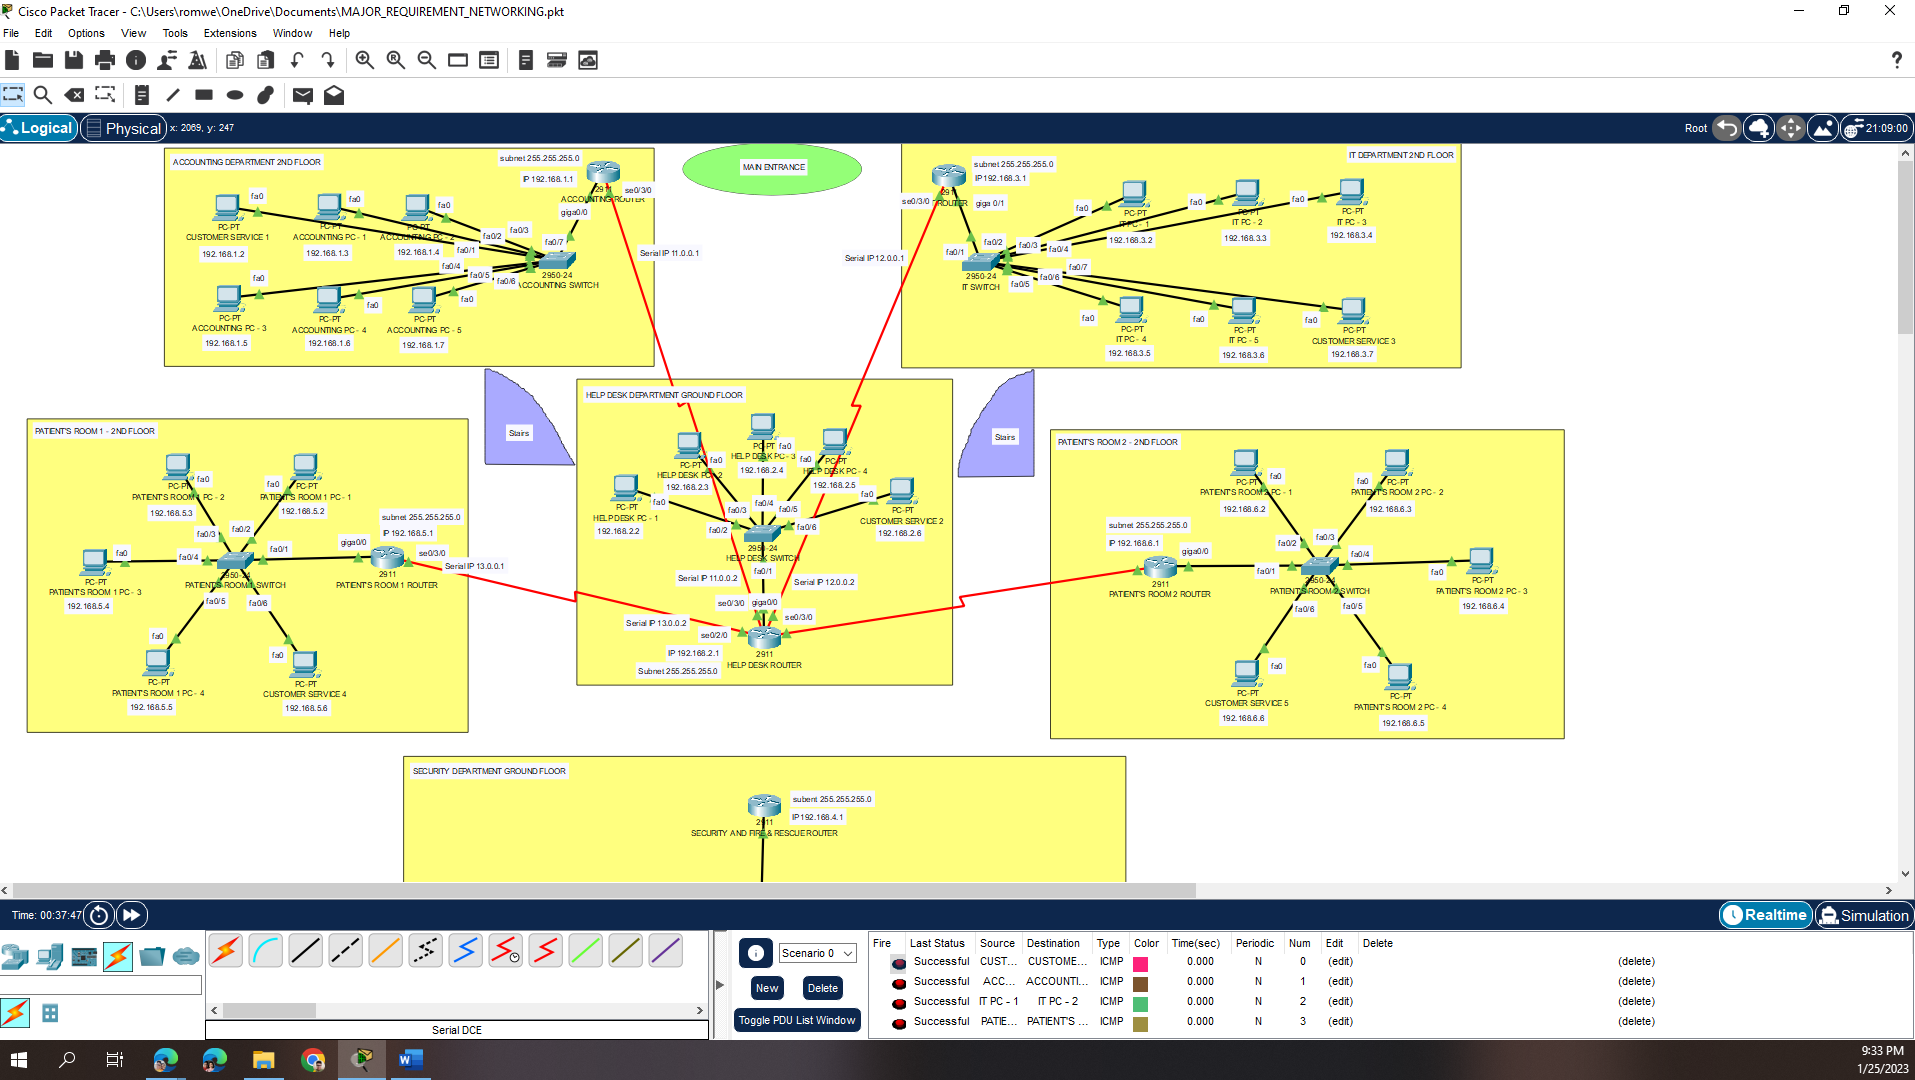 Cisco Packet Tracer - C:\Users\romwe\OneDrive\Documents\MAJOR_REQUIREMENT_NETWORKING.pkt
File Edit Options View Tools Extensions Window Help
Logical Physical x: 2069, y: 247
Root 21:09:00
ACCOUNTING DEPARTMENT 2ND FLOOR
subnet 255.255.255.0
IP 192.168.1.1
2911
ACCOUNTING ROUTER
se0/3/0
giga0/0
fa0
PC-PT
CUSTOMER SERVICE 1
192.168.1.2
fa0
PC-PT
ACCOUNTING PC - 1
192.168.1.3
fa0
PC-PT
ACCOUNTING PC - 2
192.168.1.4
fa0/2
fa0/3
fa0/7
fa0/1
fa0/4
fa0/5
fa0/6
2950-24
ACCOUNTING SWITCH
fa0
PC-PT
ACCOUNTING PC - 3
192.168.1.5
fa0
PC-PT
ACCOUNTING PC - 4
192.168.1.6
fa0
PC-PT
ACCOUNTING PC - 5
192.168.1.7
MAIN ENTRANCE
Serial IP 11.0.0.1
Serial IP 12.0.0.1
IT DEPARTMENT 2ND FLOOR
subnet 255.255.255.0
IP 192.168.3.1
se0/3/0
ROUTER
giga 0/1
fa0
PC-PT
IT PC - 1
192.168.3.2
fa0
PC-PT
IT PC - 2
192.168.3.3
fa0
PC-PT
IT PC - 3
192.168.3.4
fa0/1
fa0/2
fa0/3
fa0/4
fa0/7
fa0/6
fa0/5
2950-24
IT SWITCH
fa0
PC-PT
IT PC - 4
192.168.3.5
fa0
PC-PT
IT PC - 5
192.168.3.6
fa0
PC-PT
CUSTOMER SERVICE 3
192.168.3.7
Stairs
Stairs
HELP DESK DEPARTMENT GROUND FLOOR
PC-PT
fa0
HELP DESK PC - 3
192.168.2.4
PC-PT
fa0
HELP DESK PC - 2
192.168.2.3
fa0
PC-PT
HELP DESK PC - 4
192.168.2.5
fa0
PC-PT
HELP DESK PC - 1
192.168.2.2
fa0
PC-PT
CUSTOMER SERVICE 2
192.168.2.6
fa0/3
fa0/4
fa0/5
fa0/2
fa0/6
2950-24
HELP DESK SWITCH
fa0/1
Serial IP 11.0.0.2
Serial IP 12.0.0.2
se0/3/0
giga0/0
se0/3/0
Serial IP 13.0.0.2
se0/2/0
IP 192.168.2.1
Subnet 255.255.255.0
2911
HELP DESK ROUTER
PATIENT'S ROOM 1 - 2ND FLOOR
fa0
PC-PT
PATIENT'S ROOM 1 PC - 2
192.168.5.3
fa0
PC-PT
PATIENT'S ROOM 1 PC - 1
192.168.5.2
subnet 255.255.255.0
IP 192.168.5.1
giga0/0
se0/3/0
2911
PATIENT'S ROOM 1 ROUTER
Serial IP 13.0.0.1
fa0/3
fa0/2
fa0/4
fa0/1
2950-24
PATIENT'S ROOM 1 SWITCH
fa0/5
fa0/6
fa0
PC-PT
PATIENT'S ROOM 1 PC - 3
192.168.5.4
fa0
PC-PT
PATIENT'S ROOM 1 PC - 4
192.168.5.5
fa0
PC-PT
CUSTOMER SERVICE 4
192.168.5.6
PATIENT'S ROOM 2 - 2ND FLOOR
fa0
PC-PT
PATIENT'S ROOM 2 PC - 1
192.168.6.2
fa0
PC-PT
PATIENT'S ROOM 2 PC - 2
192.168.6.3
subnet 255.255.255.0
IP 192.168.6.1
giga0/0
2911
PATIENT'S ROOM 2 ROUTER
fa0/2
fa0/3
fa0/4
fa0/1
2950-24
PATIENT'S ROOM 2 SWITCH
fa0/6
fa0/5
fa0
PC-PT
PATIENT'S ROOM 2 PC - 3
192.168.6.4
fa0
PC-PT
CUSTOMER SERVICE 5
192.168.6.6
fa0
PC-PT
PATIENT'S ROOM 2 PC - 4
192.168.6.5
SECURITY DEPARTMENT GROUND FLOOR
subent 255.255.255.0
IP 192.168.4.1
2911
SECURITY AND FIRE & RESCUE ROUTER
Time: 00:37:47
Realtime Simulation
Scenario 0
New Delete
Toggle PDU List Window
Serial DCE
Fire Last Status Source Destination Type Color Time(sec) Periodic Num Edit Delete
Successful CUST... CUSTOME... ICMP 0.000 N 0 (edit) (delete)
Successful ACC... ACCOUNTI... ICMP 0.000 N 1 (edit) (delete)
Successful IT PC - 1 IT PC - 2 ICMP 0.000 N 2 (edit) (delete)
Successful PATIE... PATIENT'S ... ICMP 0.000 N 3 (edit) (delete)
9:33 PM
1/25/2023